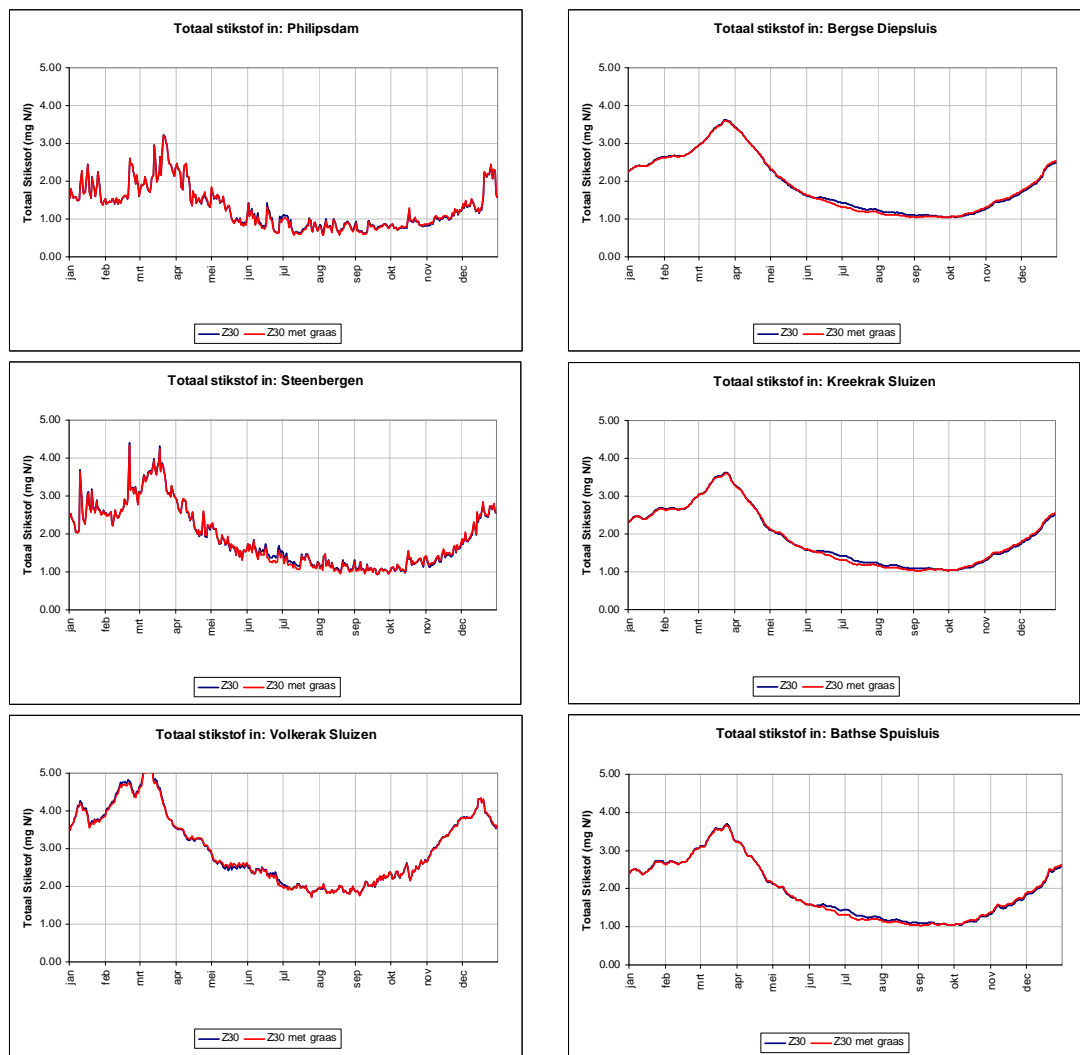 Totaal stikstof in: Philipsdam
Totaal Stikstof (mg N/l)
5.00
4.00
3.00
2.00
1.00
0.00
jan feb mrt apr mei jun jul aug sep okt nov dec
Z30 Z30 met graas
Totaal stikstof in: Bergse Diepsluis
Totaal Stikstof (mg N/l)
5.00
4.00
3.00
2.00
1.00
0.00
jan feb mrt apr mei jun jul aug sep okt nov dec
Z30 Z30 met graas
Totaal stikstof in: Steenbergen
Totaal Stikstof (mg N/l)
5.00
4.00
3.00
2.00
1.00
0.00
jan feb mrt apr mei jun jul aug sep okt nov dec
Z30 Z30 met graas
Totaal stikstof in: Kreekrak Sluizen
Totaal Stikstof (mg N/l)
5.00
4.00
3.00
2.00
1.00
0.00
jan feb mrt apr mei jun jul aug sep okt nov dec
Z30 Z30 met graas
Totaal stikstof in: Volkerak Sluizen
Totaal Stikstof (mg N/l)
5.00
4.00
3.00
2.00
1.00
0.00
jan feb mrt apr mei jun jul aug sep okt nov dec
Z30 Z30 met graas
Totaal stikstof in: Bathse Spuisluis
Totaal Stikstof (mg N/l)
5.00
4.00
3.00
2.00
1.00
0.00
jan feb mrt apr mei jun jul aug sep okt nov dec
Z30 Z30 met graas